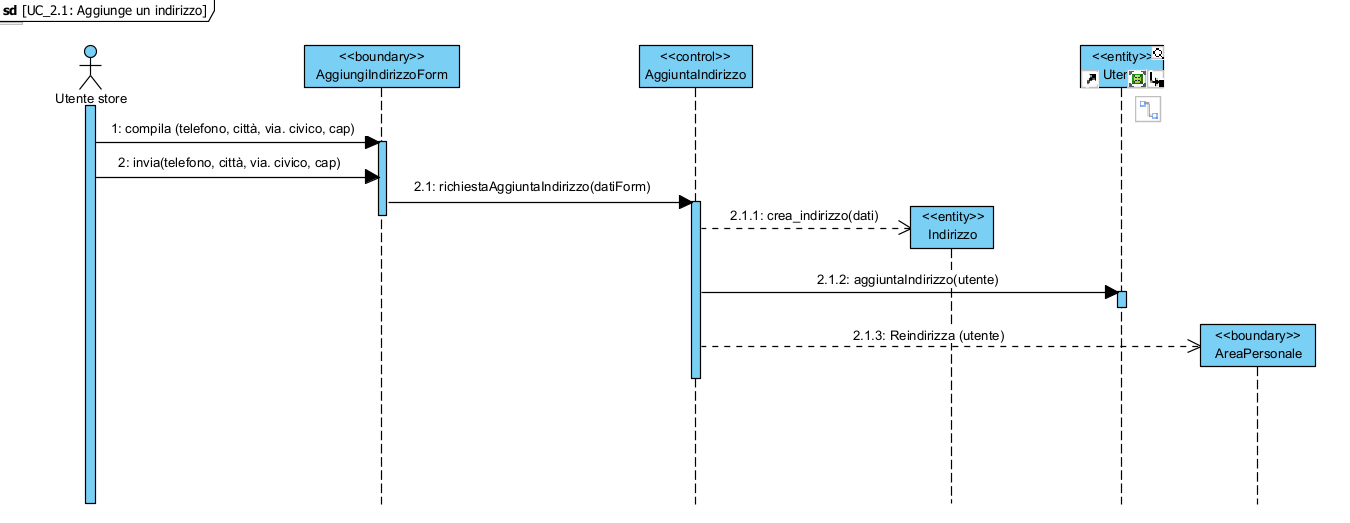 sd [UC_2.1: Aggiunge un indirizzo]
Utente store
<<boundary>>
AggiungiIndirizzoForm
<<control>>
AggiuntaIndirizzo
<<entity>>
1: compila (telefono, città, via. civico, cap)
2: invia(telefono, città, via. civico, cap)
2.1: richiestaAggiuntaIndirizzo(datiForm)
2.1.1: crea_indirizzo(dati)
<<entity>>
Indirizzo
2.1.2: aggiuntaIndirizzo(utente)
2.1.3: Reindirizza (utente)
<<boundary>>
AreaPersonale